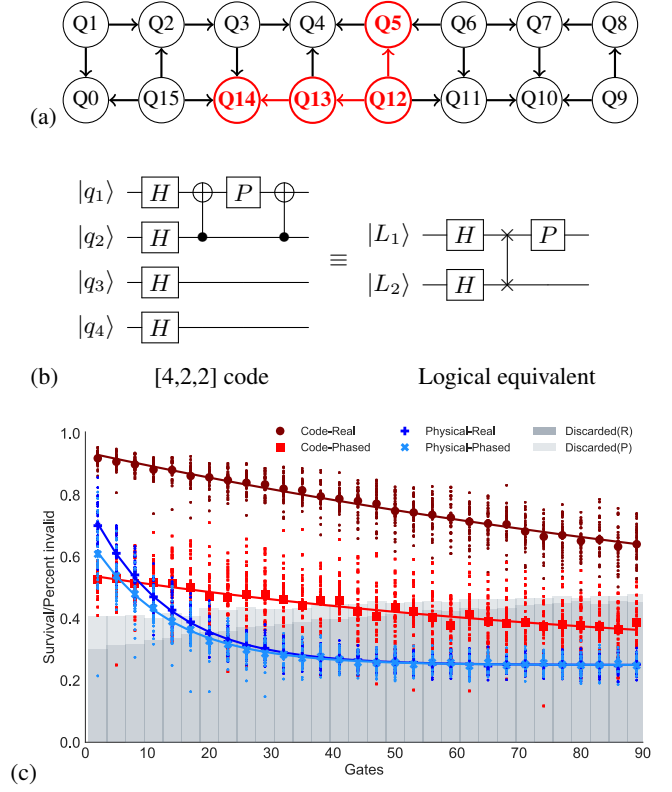 Q1 Q2 Q3 Q4 Q5 Q6 Q7 Q8
Q0 Q15 Q14 Q13 Q12 Q11 Q10 Q9
(a)
|q₁⟩ H P
|q₂⟩ H
|q₃⟩ H
|q₄⟩ H
≡
|L₁⟩ H P
|L₂⟩ H
(b) [4,2,2] code Logical equivalent
Code–Real Physical–Real Discarded(R)
Code–Phased Physical–Phased Discarded(P)
Survival/Percent invalid
1.0
0.8
0.6
0.4
0.2
0.0
0 10 20 30 40 50 60 70 80 90
Gates
(c)